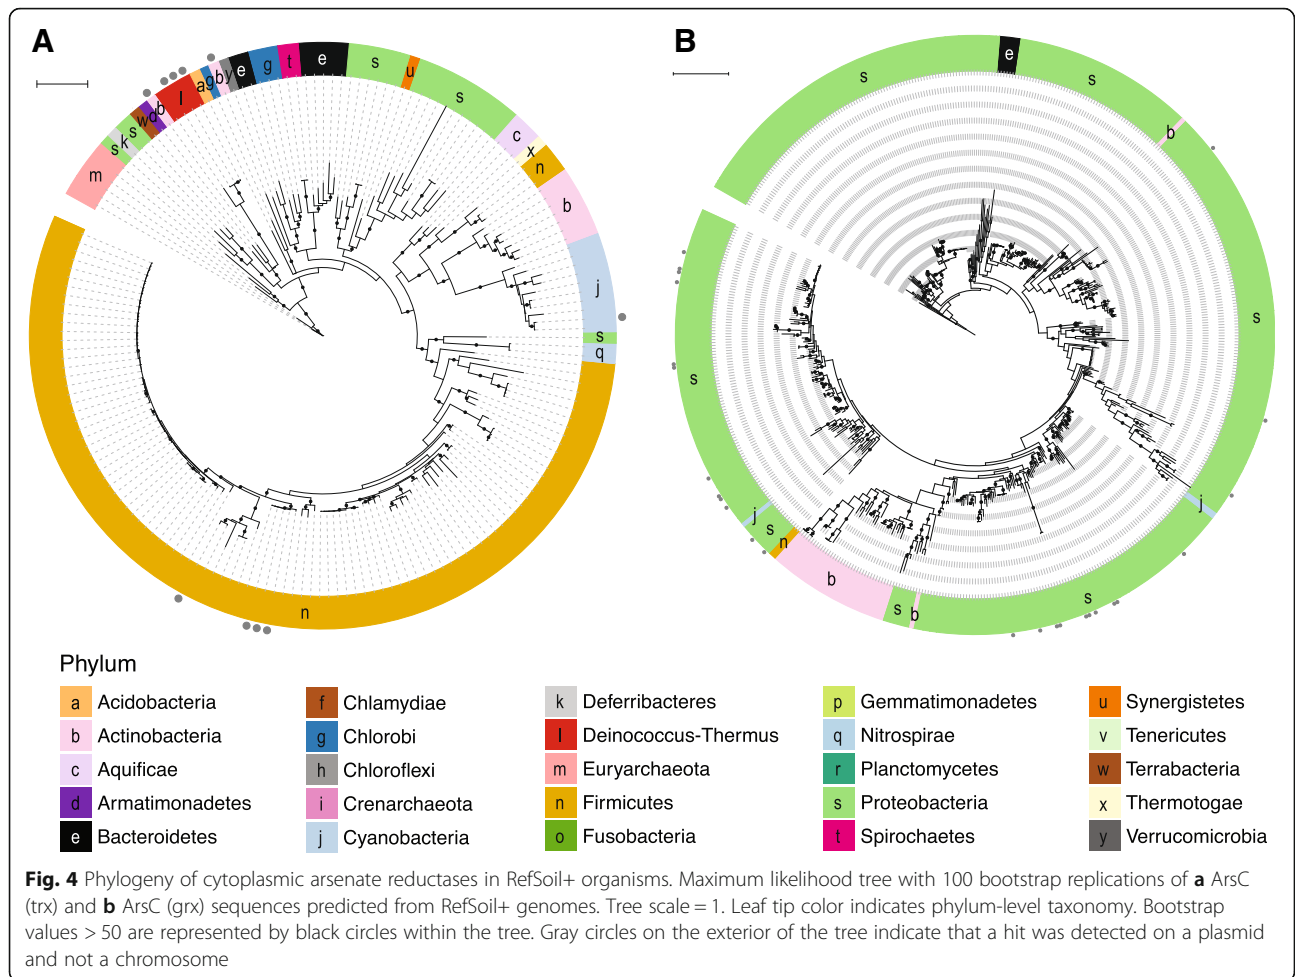 A
B
m
s
k
s
w
d
b
l
a
g
b
y
e
g
t
e
s
u
s
c
x
n
b
j
s
q
n
s
e
s
b
s
j
s
b
s
b
n
s
j
s
Phylum
a Acidobacteria
b Actinobacteria
c Aquificae
d Armatimonadetes
e Bacteroidetes
f Chlamydiae
g Chlorobi
h Chloroflexi
i Crenarchaeota
j Cyanobacteria
k Deferribacteres
l Deinococcus-Thermus
m Euryarchaeota
n Firmicutes
o Fusobacteria
p Gemmatimonadetes
q Nitrospirae
r Planctomycetes
s Proteobacteria
t Spirochaetes
u Synergistetes
v Tenericutes
w Terrabacteria
x Thermotogae
y Verrucomicrobia
Fig. 4 Phylogeny of cytoplasmic arsenate reductases in RefSoil+ organisms. Maximum likelihood tree with 100 bootstrap replications of a ArsC
(trx) and b ArsC (grx) sequences predicted from RefSoil+ genomes. Tree scale = 1. Leaf tip color indicates phylum-level taxonomy. Bootstrap
values > 50 are represented by black circles within the tree. Gray circles on the exterior of the tree indicate that a hit was detected on a plasmid
and not a chromosome